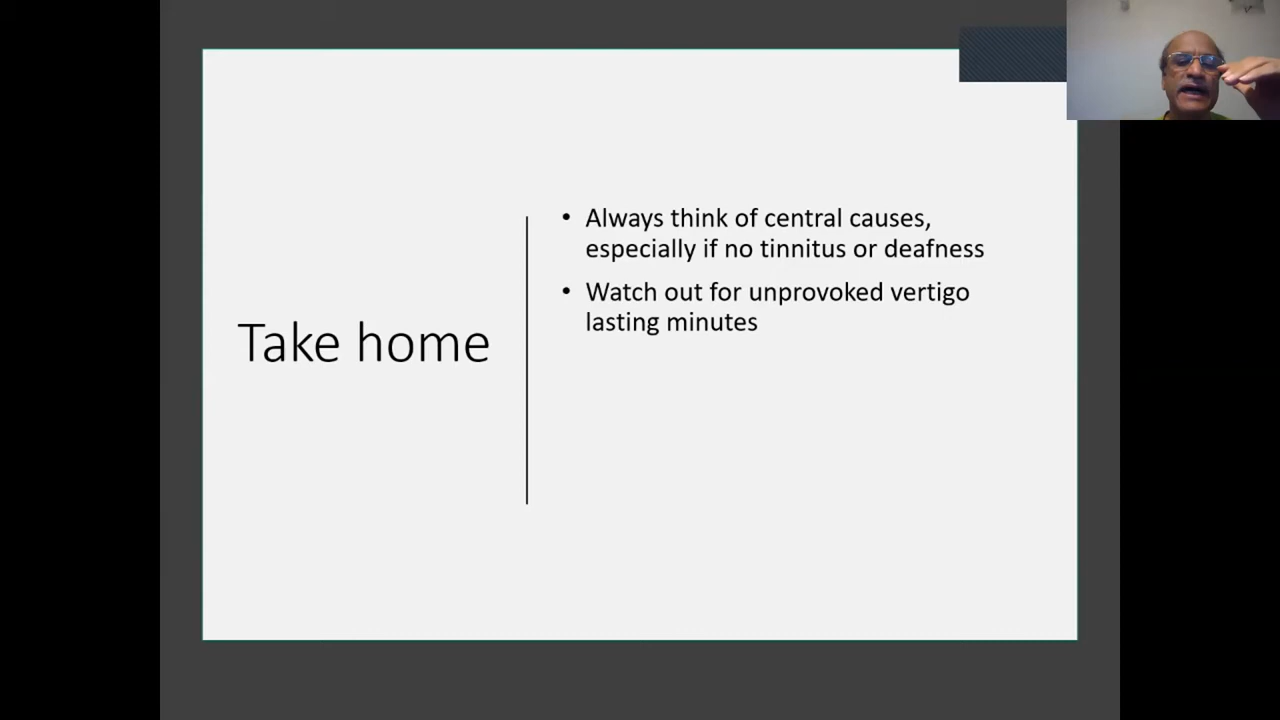 Take home
• Always think of central causes,
especially if no tinnitus or deafness
• Watch out for unprovoked vertigo
lasting minutes